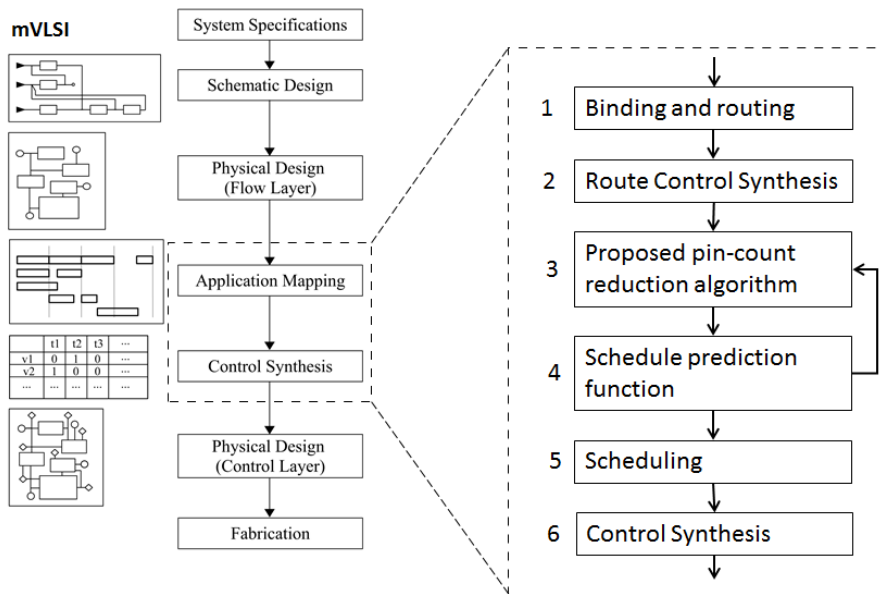 mVLSI
System Specifications
Schematic Design
Physical Design
(Flow Layer)
Application Mapping
t1 t2 t3 ...
v1 0 1 0 ...
v2 1 0 0 ...
... ... ... ... ...
Control Synthesis
Physical Design
(Control Layer)
Fabrication
1 Binding and routing
2 Route Control Synthesis
3 Proposed pin-count
reduction algorithm
4 Schedule prediction
function
5 Scheduling
6 Control Synthesis